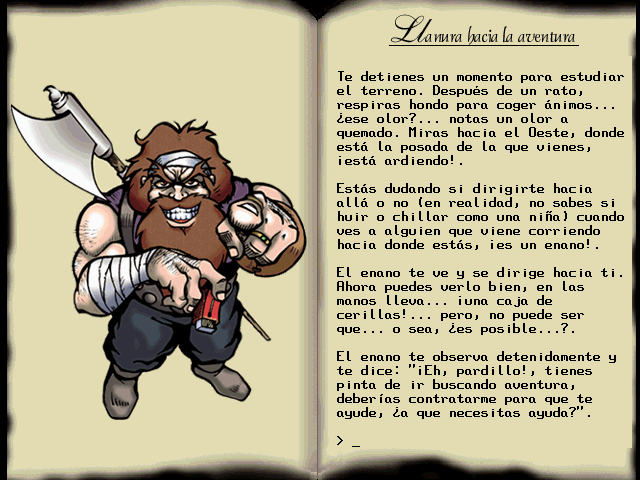 Llanura hacia la aventura
Te detienes un momento para estudiar
el terreno. Después de un rato,
respiras hondo para coger ánimos...
¿ese olor?... notas un olor a
quemado. Miras hacia el Oeste, donde
está la posada de la que vienes,
¡está ardiendo!.
Estás dudando si dirigirte hacia
allá o no (en realidad, no sabes si
huir o chillar como una niña) cuando
ves a alguien que viene corriendo
hacia donde estás, ¡es un enano!.
El enano te ve y se dirige hacia ti.
Ahora puedes verlo bien, en las
manos lleva... ¡una caja de
cerillas!... pero, no puede ser
que... o sea, ¿es posible...?.
El enano te observa detenidamente y
te dice: "¡Eh, pardillo!, tienes
pinta de ir buscando aventura,
deberías contratarme para que te
ayude, ¿a que necesitas ayuda?".
> _